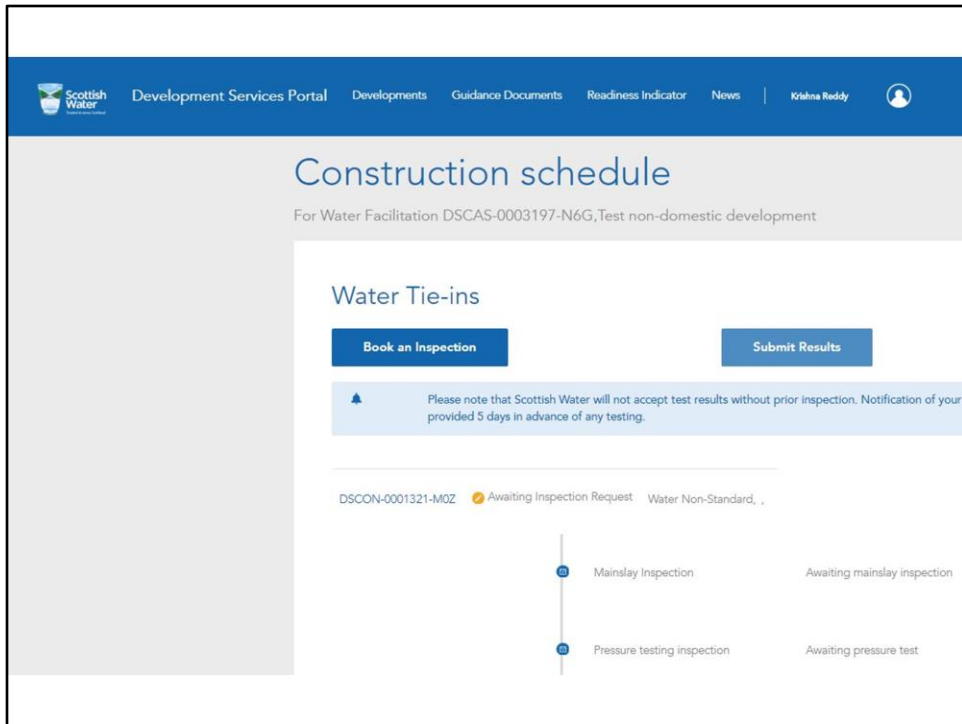 Scottish
Water
Development Services Portal Developments Guidance Documents Readiness Indicator News Krishna Reddy
Construction schedule
For Water Facilitation DSCAS-0003197-N6G,Test non-domestic development
Water Tie-ins
Book an Inspection Submit Results
Please note that Scottish Water will not accept test results without prior inspection. Notification of your
provided 5 days in advance of any testing.
DSCON-0001321-M0Z Awaiting Inspection Request Water Non-Standard, ,
Mainslay Inspection Awaiting mainslay inspection
Pressure testing inspection Awaiting pressure test